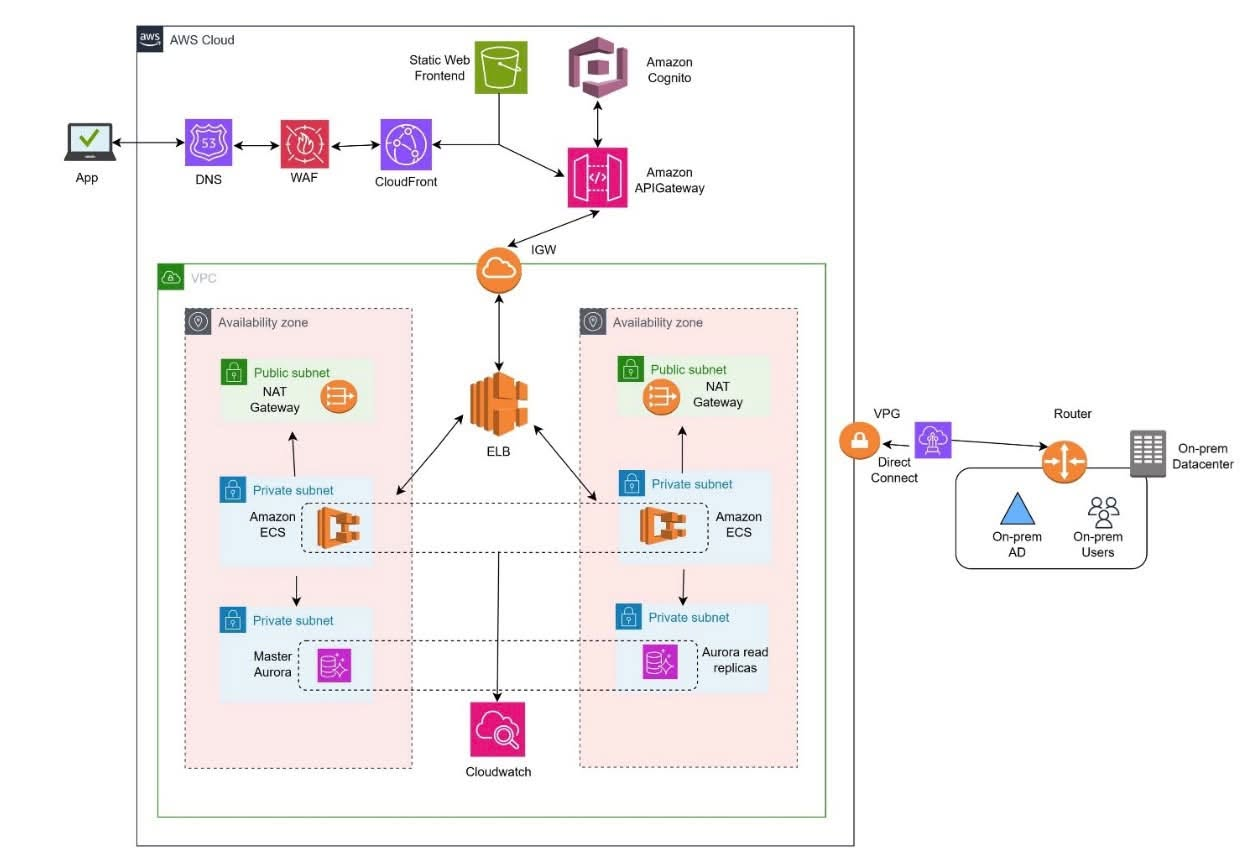 aws
AWS Cloud
Static Web
Frontend
Amazon
Cognito
53
App
DNS
WAF
CloudFront
</>
Amazon
APIGateway
IGW
VPC
Availability zone
Availability zone
Public subnet
NAT
Gateway
Public subnet
NAT
Gateway
ELB
VPG
Direct
Connect
Router
On-prem
Datacenter
Private subnet
Amazon
ECS
Private subnet
Amazon
ECS
On-prem
AD
On-prem
Users
Private subnet
Master
Aurora
Private subnet
Aurora read
replicas
Cloudwatch